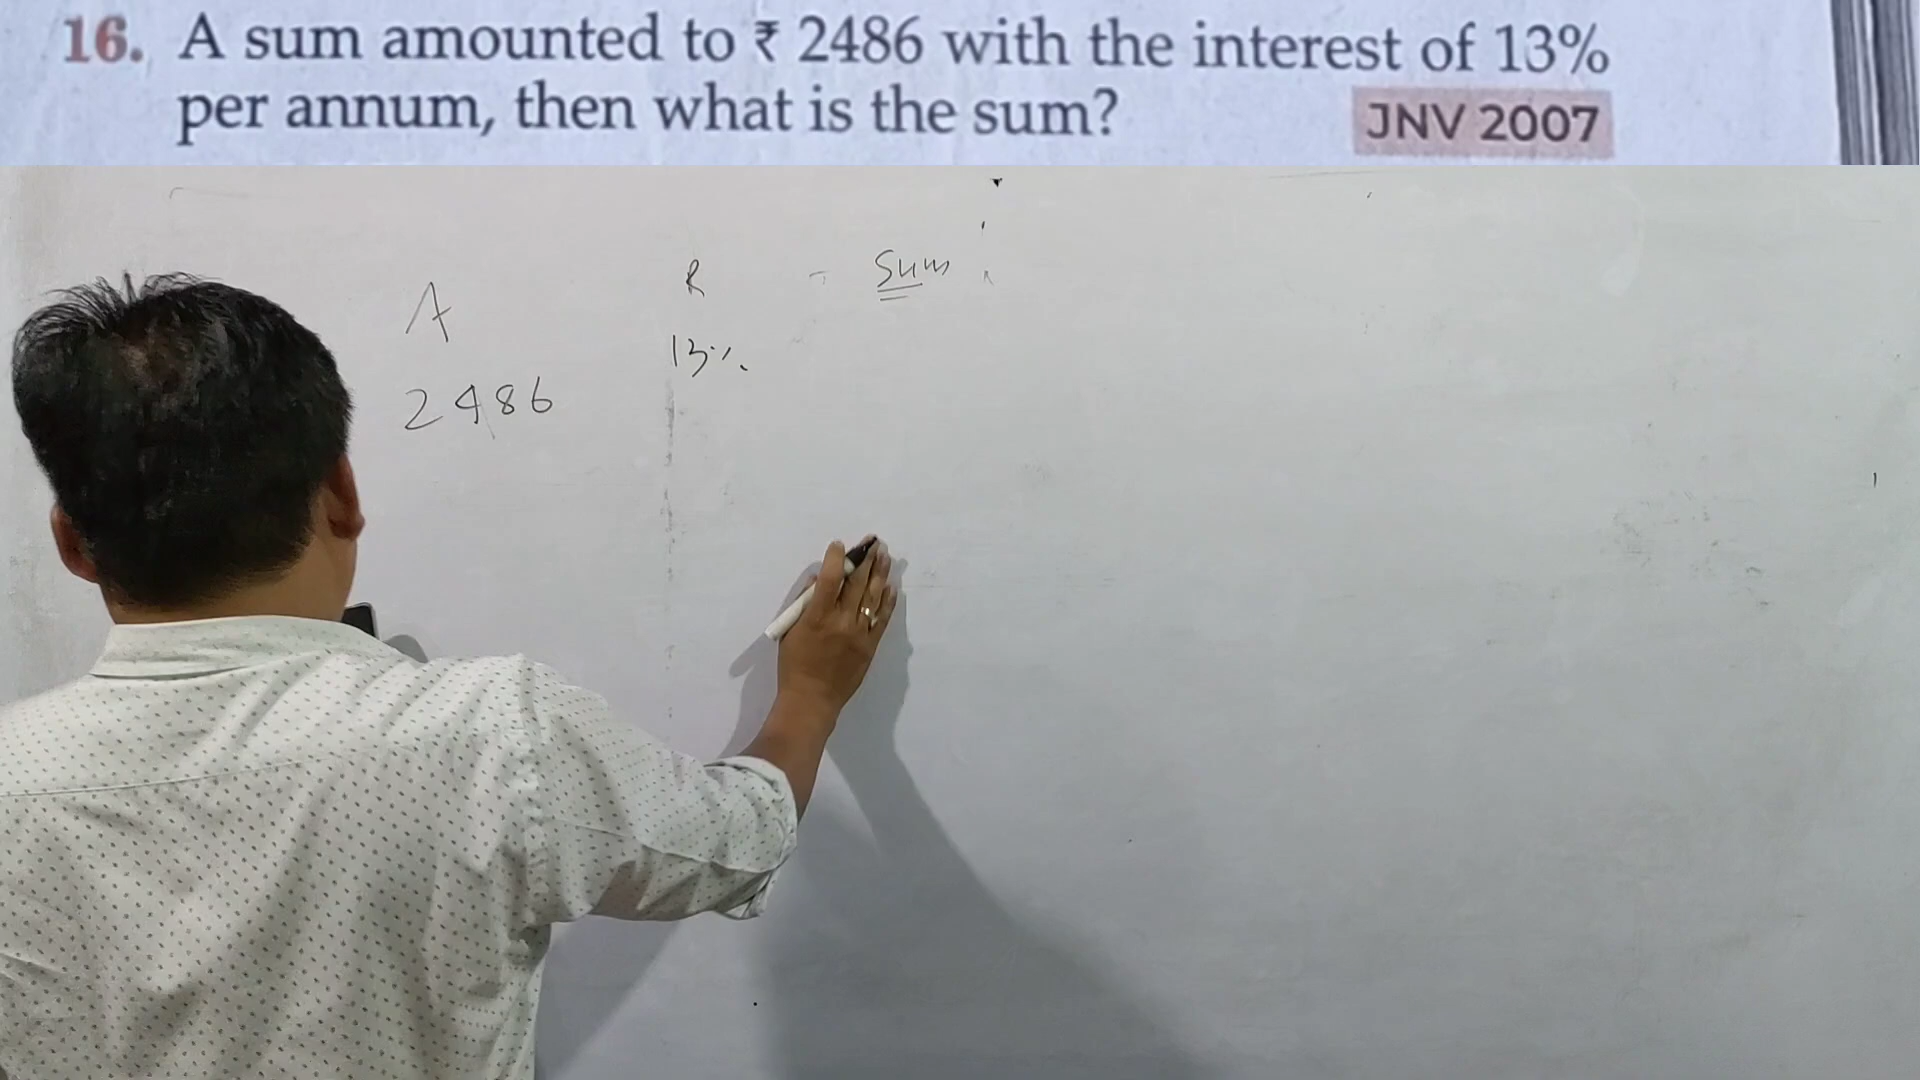 16. A sum amounted to ₹ 2486 with the interest of 13%
per annum, then what is the sum?
JNV 2007
A R Sum
2486 13%